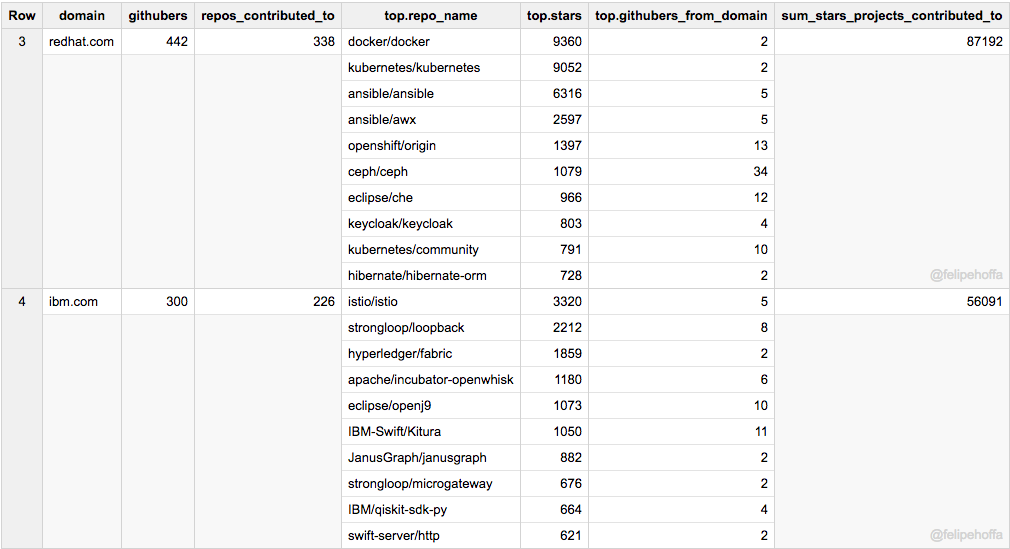 Row domain githubers repos_contributed_to top.repo_name top.stars top.githubers_from_domain sum_stars_projects_contributed_to
3 redhat.com 442 338 docker/docker 9360 2 87192
kubernetes/kubernetes 9052 2
ansible/ansible 6316 5
ansible/awx 2597 5
openshift/origin 1397 13
ceph/ceph 1079 34
eclipse/che 966 12
keycloak/keycloak 803 4
kubernetes/community 791 10
hibernate/hibernate-orm 728 2 @felipehoffa
4 ibm.com 300 226 istio/istio 3320 5 56091
strongloop/loopback 2212 8
hyperledger/fabric 1859 2
apache/incubator-openwhisk 1180 6
eclipse/openj9 1073 10
IBM-Swift/Kitura 1050 11
JanusGraph/janusgraph 882 2
strongloop/microgateway 676 2
IBM/qiskit-sdk-py 664 4
swift-server/http 621 2 @felipehoffa